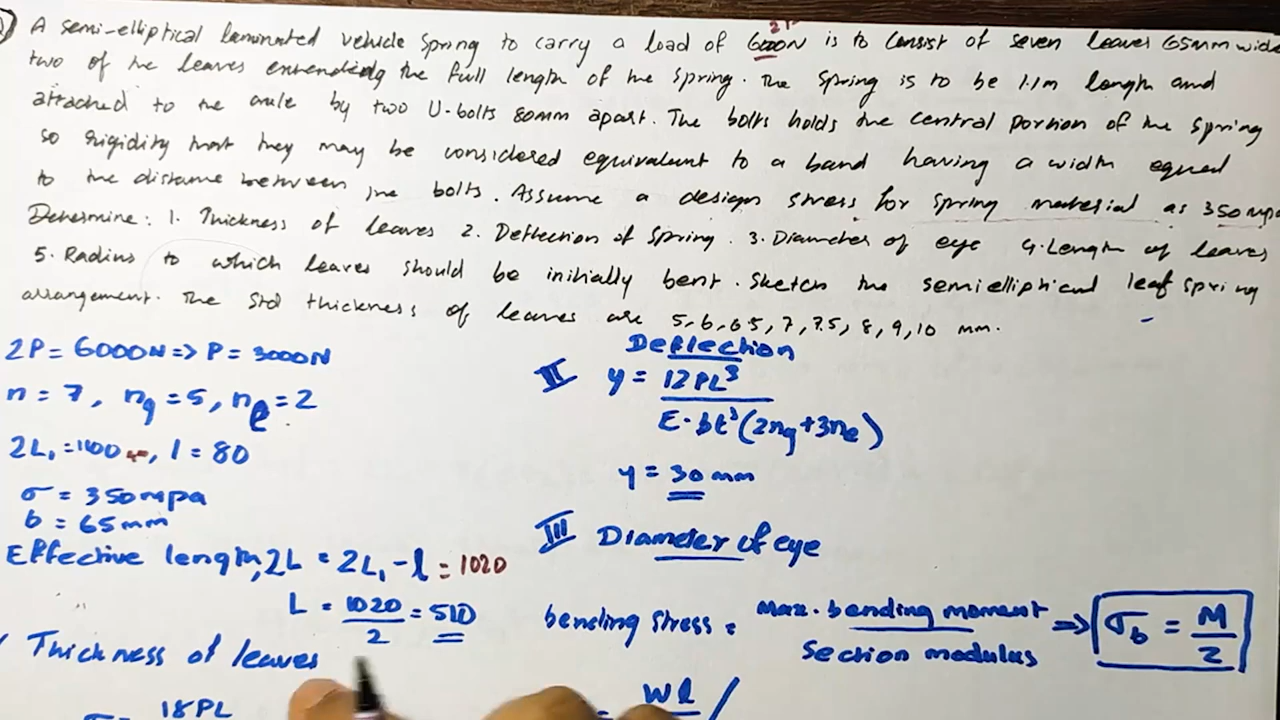 A semi-elliptical laminated vehicle spring to carry a load of 6000N is to consist of seven leaves 65mm wide
two of the leaves extending the full length of the spring. The spring is to be 1.1m length and
attached to the axle by two U-bolts 80mm apart. The bolts holds the central portion of the spring
so rigidity that they may be considered equivalent to a band having a width equal
to the distance between the bolts. Assume a design stress for spring material as 350mpa
Determine: 1. Thickness of leaves 2. Deflection of spring. 3. Diameter of eye 4. Length of leaves
5. Radius to which leaves should be initially bent. Sketch the semi elliptical leaf spring
arrangement. The std thickness of leaves are 5, 6, 6.5, 7, 7.5, 8, 9, 10 mm.
2P = 6000N => P = 3000N
n = 7, ng = 5, ne = 2
2L1 = 1100, l = 80
σ = 350mpa
b = 65mm
Effective length, 2L = 2L1 - l = 1020
L = 1020/2 = 510
Thickness of leaves
18PL
Deflection
II y = 12PL³ / E·bt³(2ng+3ne)
y = 30mm
III Diameter of eye
bending stress = Max. bending moment / Section modulus => σb = M/Z
= Wl